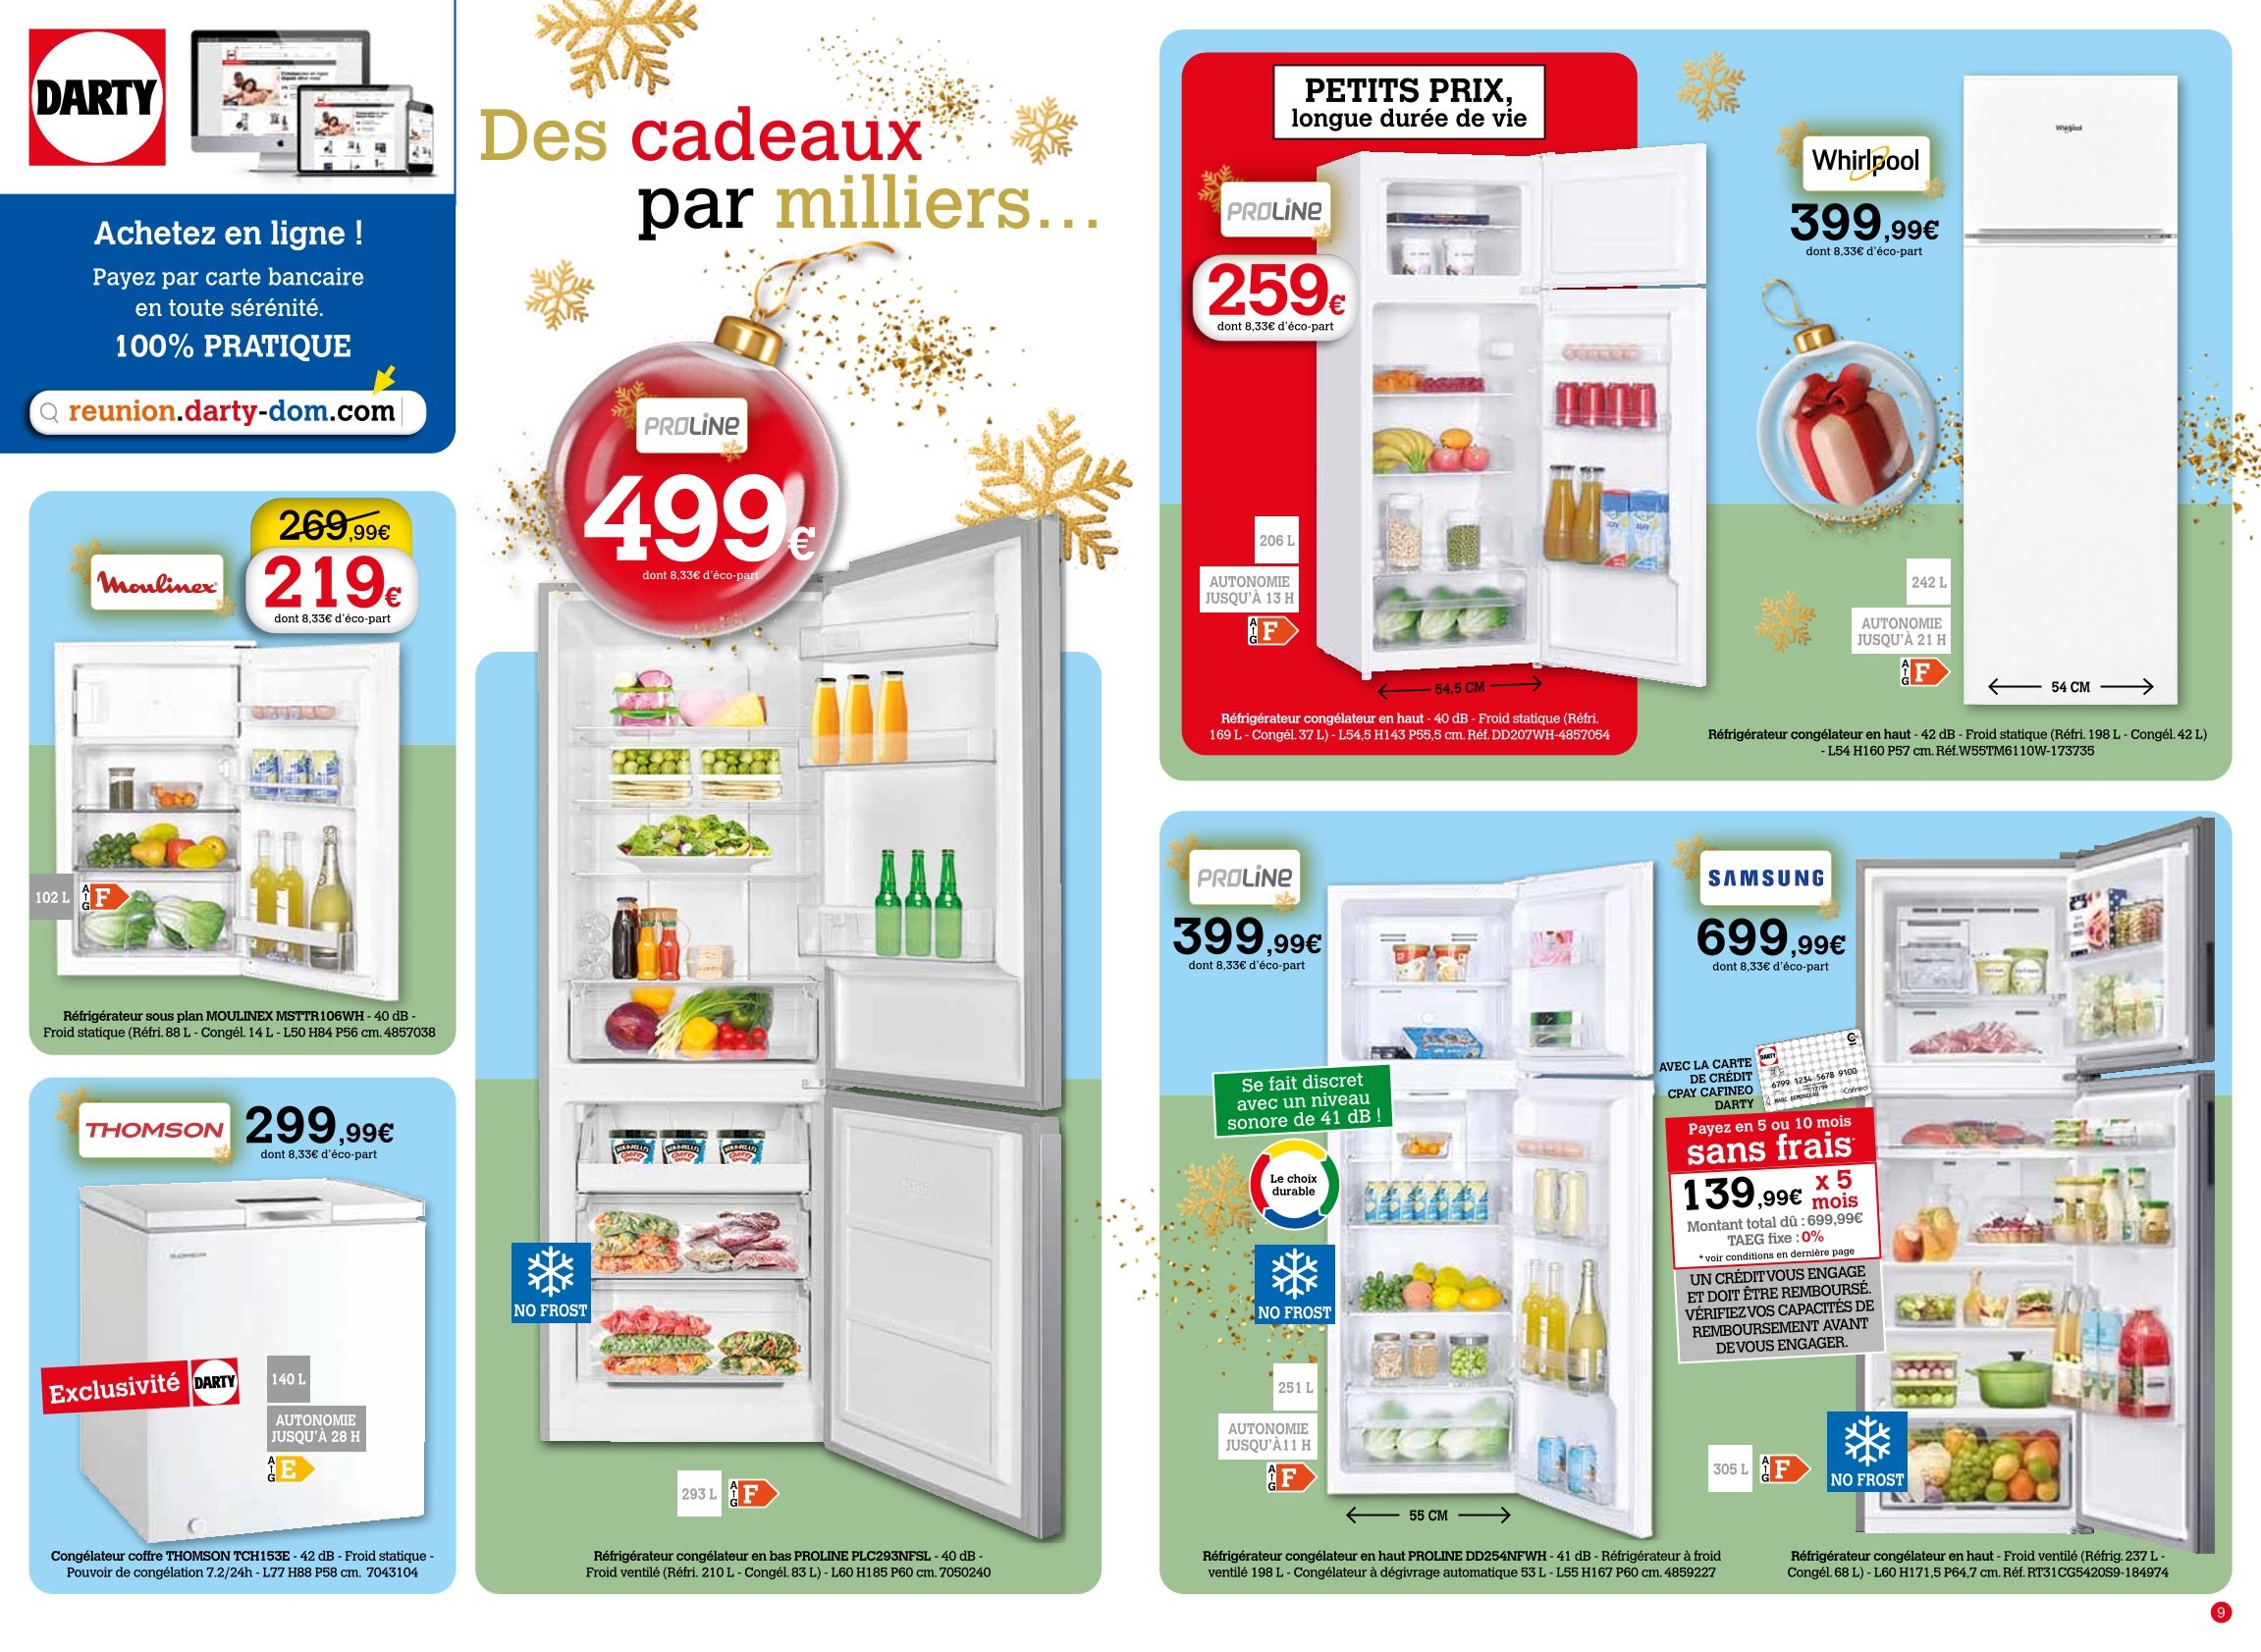 DARTY
Achetez en ligne !
Payez par carte bancaire
en toute sérénité.
100% PRATIQUE
reunion.darty-dom.com
Des cadeaux
par milliers...
269,99€
Moulinex
219€
dont 8,33€ d'éco-part
102 L
A
G
F
Réfrigérateur sous plan MOULINEX MSTTR106WH - 40 dB -
Froid statique (Réfri. 88 L - Congél. 14 L - L50 H84 P56 cm. 4857038
THOMSON
299,99€
dont 8,33€ d'éco-part
THOMSON
Exclusivité DARTY
140 L
AUTONOMIE
JUSQU'À 28 H
A
G
E
Congélateur coffre THOMSON TCH153E - 42 dB - Froid statique -
Pouvoir de congélation 7.2/24h - L77 H88 P58 cm. 7043104
PROLINE
499€
dont 8,33€ d'éco-part
NO FROST
293 L
A
G
F
Réfrigérateur congélateur en bas PROLINE PLC293NFSL - 40 dB -
Froid ventilé (Réfri. 210 L - Congél. 83 L) - L60 H185 P60 cm. 7050240
PETITS PRIX,
longue durée de vie
PROLINE
259€
dont 8,33€ d'éco-part
206 L
AUTONOMIE
JUSQU'À 13 H
A
G
F
54,5 CM
Réfrigérateur congélateur en haut - 40 dB - Froid statique (Réfri.
169 L - Congél. 37 L) - L54,5 H143 P55,5 cm. Réf. DD207WH-4857054
Whirlpool
399,99€
dont 8,33€ d'éco-part
Whirlpool
242 L
AUTONOMIE
JUSQU'À 21 H
A
G
F
54 CM
Réfrigérateur congélateur en haut - 42 dB - Froid statique (Réfri. 198 L - Congél. 42 L)
- L54 H160 P57 cm. Réf.W55TM6110W-173735
PROLINE
399,99€
dont 8,33€ d'éco-part
Se fait discret
avec un niveau
sonore de 41 dB !
Le choix
durable
NO FROST
251 L
AUTONOMIE
JUSQU'À11 H
A
G
F
55 CM
Réfrigérateur congélateur en haut PROLINE DD254NFWH - 41 dB - Réfrigérateur à froid
ventilé 198 L - Congélateur à dégivrage automatique 53 L - L55 H167 P60 cm. 4859227
SAMSUNG
699,99€
dont 8,33€ d'éco-part
AVEC LA CARTE
DE CRÉDIT
CPAY CAFINEO
DARTY
DARTY
6799 1234 5678 9100
Cafineo
Payez en 5 ou 10 mois
sans frais*
139,99€ x 5
mois
Montant total dû : 699,99€
TAEG fixe : 0%
* voir conditions en dernière page
UN CRÉDIT VOUS ENGAGE
ET DOIT ÊTRE REMBOURSÉ.
VÉRIFIEZ VOS CAPACITÉS DE
REMBOURSEMENT AVANT
DE VOUS ENGAGER.
305 L
A
G
F
NO FROST
Réfrigérateur congélateur en haut - Froid ventilé (Réfrig. 237 L -
Congél. 68 L) - L60 H171,5 P64,7 cm. Réf. RT31CG5420S9-184974
9